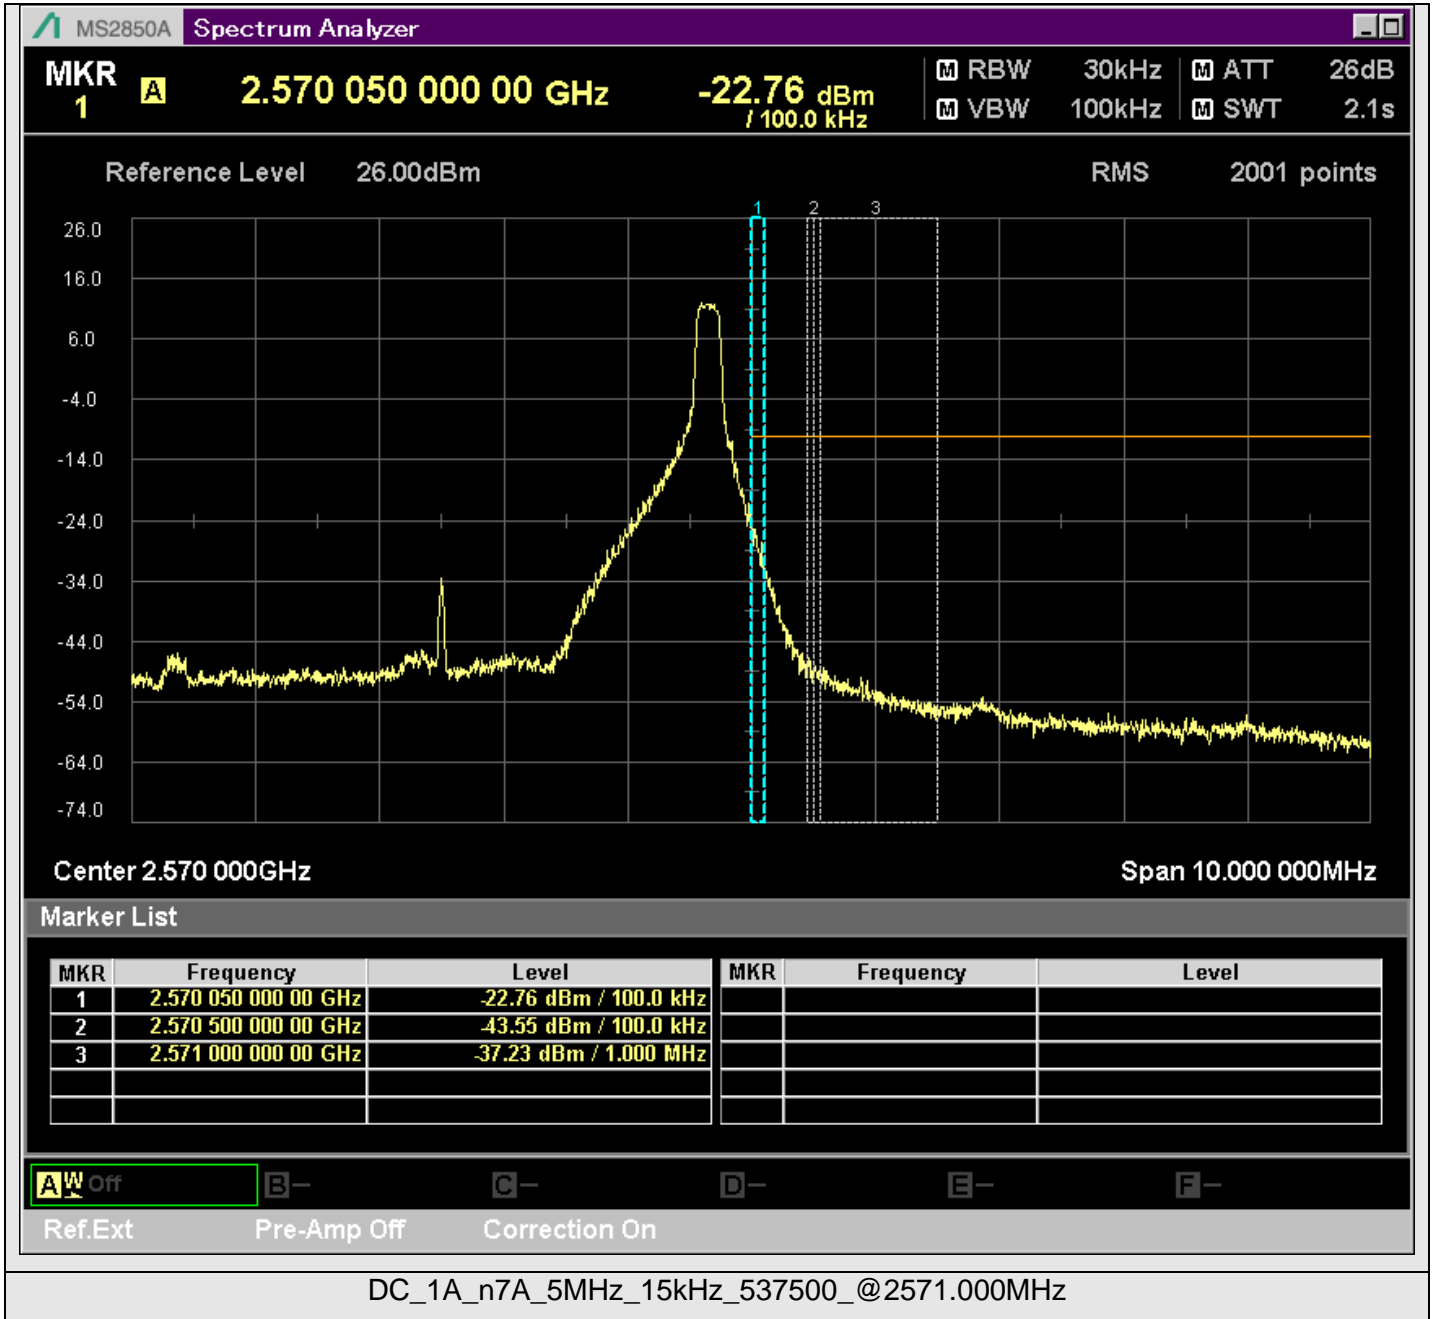 MS2850A Spectrum Analyzer
MKR 1 A 2.570 050 000 00 GHz -22.76 dBm / 100.0 kHz
M RBW 30kHz M ATT 26dB
M VBW 100kHz M SWT 2.1s
Reference Level 26.00dBm RMS 2001 points
1 2 3
26.0
16.0
6.0
-4.0
-14.0
-24.0
-34.0
-44.0
-54.0
-64.0
-74.0
Center 2.570 000GHz Span 10.000 000MHz
Marker List
MKR Frequency Level MKR Frequency Level
1 2.570 050 000 00 GHz -22.76 dBm / 100.0 kHz
2 2.570 500 000 00 GHz -43.55 dBm / 100.0 kHz
3 2.571 000 000 00 GHz -37.23 dBm / 1.000 MHz
A W Off B- C- D- E- F-
Ref.Ext Pre-Amp Off Correction On
DC_1A_n7A_5MHz_15kHz_537500_@2571.000MHz